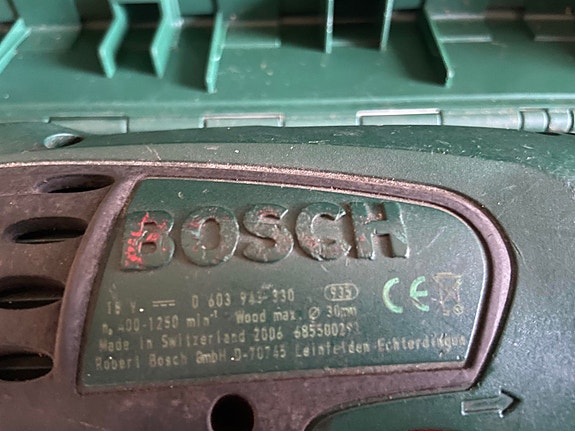 BOSCH
18 V 0 603 943 330 935
n₀ 400-1250 min⁻¹ Wood max. Ø 30mm
Made in Switzerland 2006
Robert Bosch GmbH D-70745 Leinfelden-Echterdingen
CE